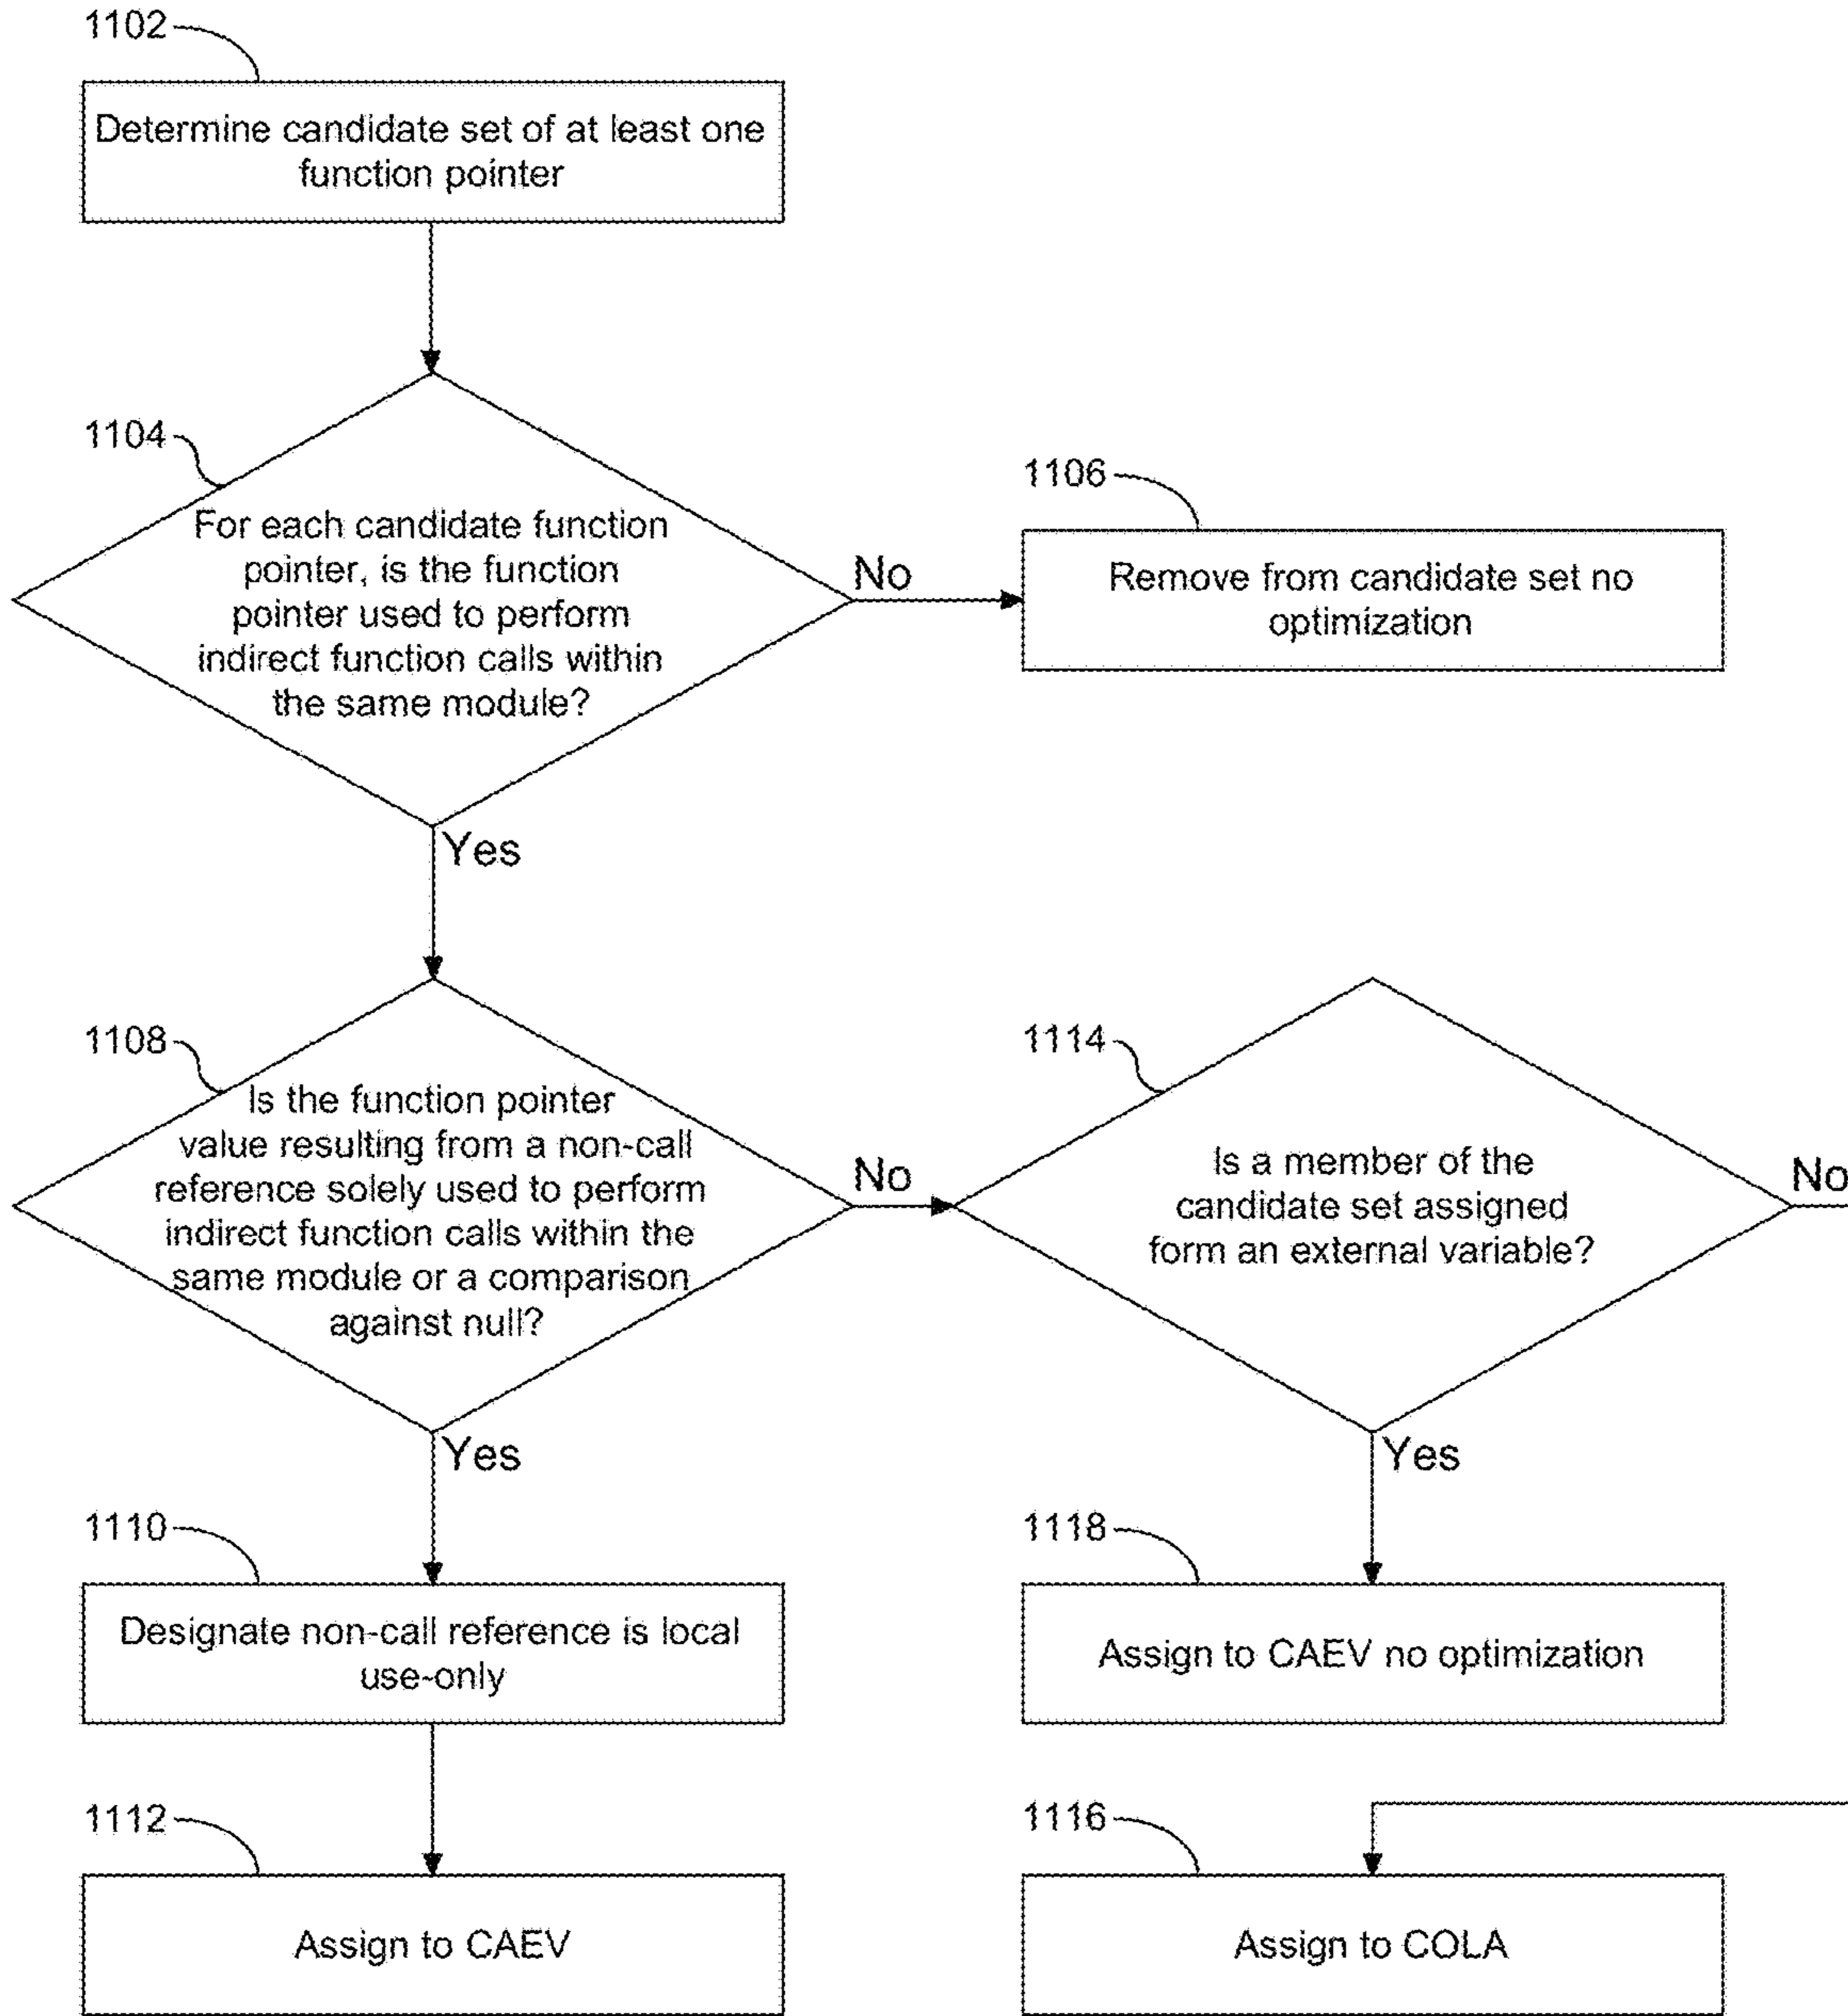 1102
Determine candidate set of at least one
function pointer
1104
For each candidate function
pointer, is the function
pointer used to perform
indirect function calls within
the same module?
No
1106
Remove from candidate set no
optimization
Yes
1108
Is the function pointer
value resulting from a non-call
reference solely used to perform
indirect function calls within the
same module or a comparison
against null?
No
1114
Is a member of the
candidate set assigned
form an external variable?
No
Yes
Yes
1110
Designate non-call reference is local
use-only
1118
Assign to CAEV no optimization
1112
Assign to CAEV
1116
Assign to COLA